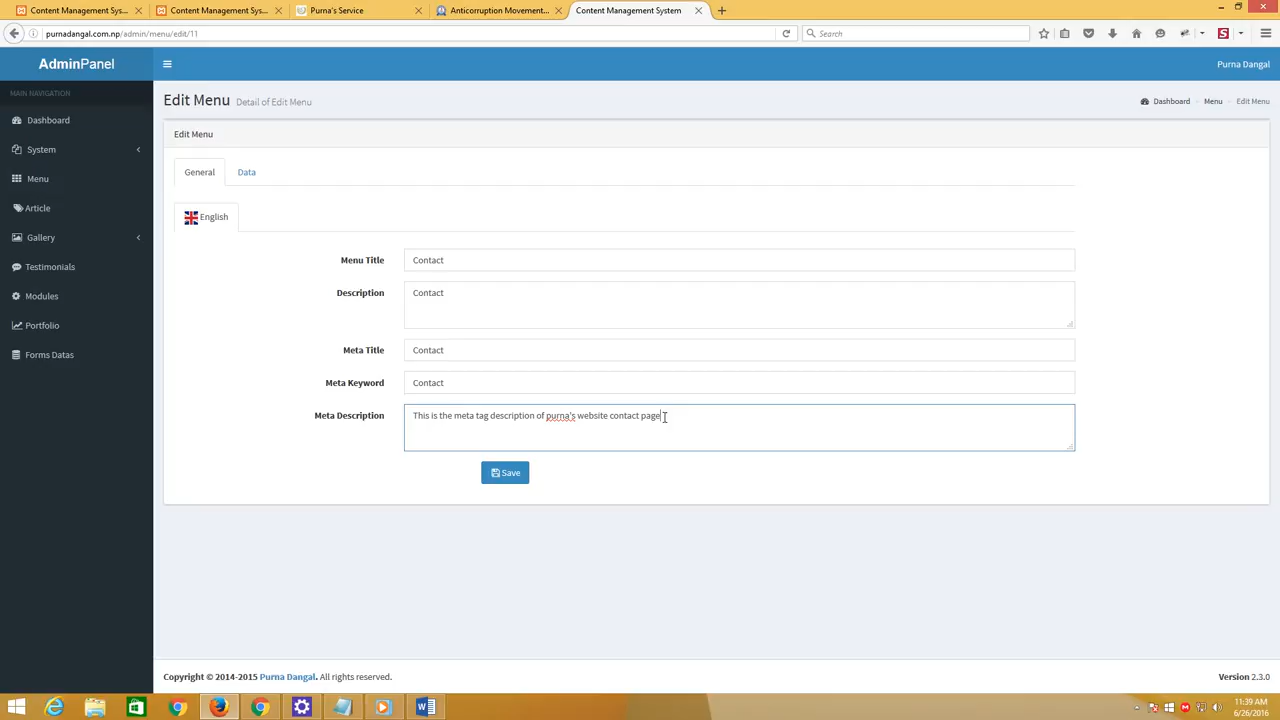 Content Management Sys...
Content Management Sys...
Purna's Service
Anticorruption Movement...
Content Management System
purnadangal.com.np/admin/menu/edit/11
Search
AdminPanel
Purna Dangal
MAIN NAVIGATION
Dashboard
System
Menu
Article
Gallery
Testimonials
Modules
Portfolio
Forms Datas
Edit Menu Detail of Edit Menu
Dashboard
Menu
Edit Menu
Edit Menu
General
Data
English
Menu Title
Contact
Description
Contact
Meta Title
Contact
Meta Keyword
Contact
Meta Description
This is the meta tag description of purna's website contact page
Save
Copyright © 2014-2015 Purna Dangal. All rights reserved.
Version 2.3.0
11:39 AM
6/26/2016